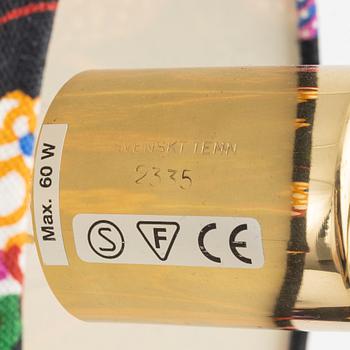 SVENSKT TENN
2335
Max. 60 W
S F CE